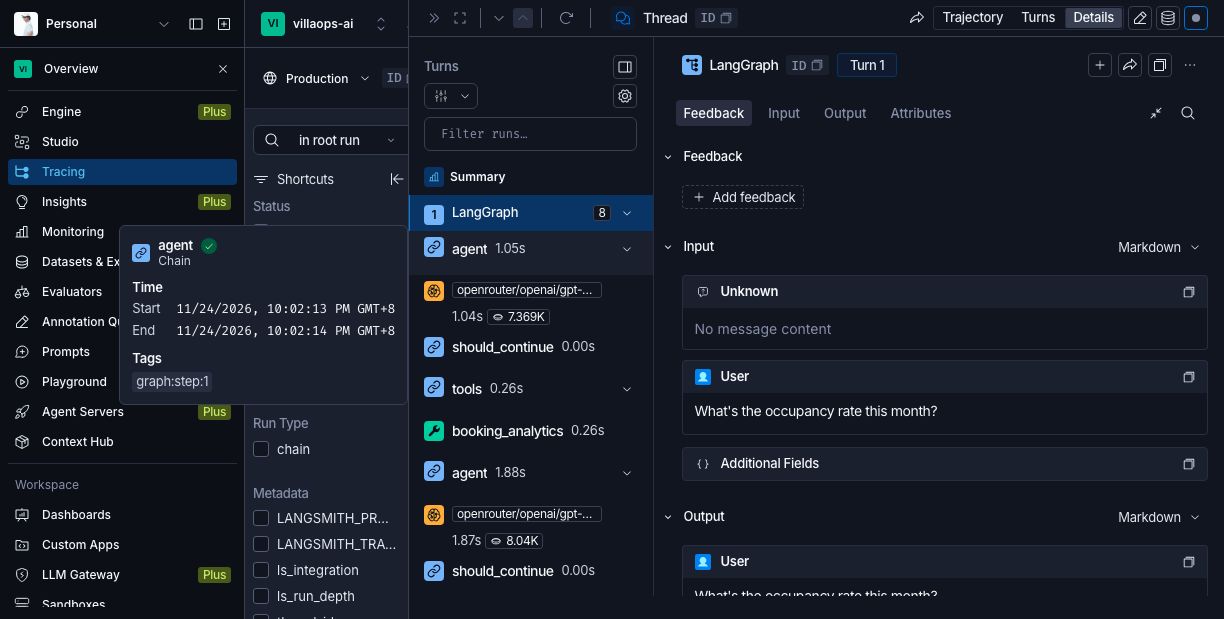 Personal
VI
Overview
Engine
Plus
Studio
Tracing
Insights
Plus
Monitoring
Datasets & Ex
Evaluators
Annotation Qu
Prompts
Playground
Agent Servers
Plus
Context Hub
Workspace
Dashboards
Custom Apps
LLM Gateway
Plus
Sandboxes
VI
villaops-ai
Production
ID
in root run
Shortcuts
Status
agent
Chain
Time
Start 11/24/2026, 10:02:13 PM GMT+8
End 11/24/2026, 10:02:14 PM GMT+8
Tags
graph:step:1
Run Type
chain
Metadata
LANGSMITH_PR...
LANGSMITH_TRA...
ls_integration
ls_run_depth
Thread
ID
Trajectory
Turns
Details
Turns
Filter runs...
Summary
1 LangGraph 8
agent 1.05s
openrouter/openai/gpt-...
1.04s 7.369K
should_continue 0.00s
tools 0.26s
booking_analytics 0.26s
agent 1.88s
openrouter/openai/gpt-...
1.87s 8.04K
should_continue 0.00s
LangGraph
ID
Turn 1
Feedback
Input
Output
Attributes
Feedback
Add feedback
Input
Markdown
Unknown
No message content
User
What's the occupancy rate this month?
Additional Fields
Output
Markdown
User
What's the occupancy rate this month?